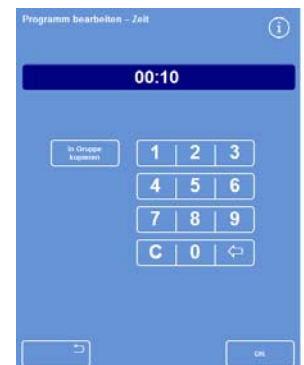 Programm bearbeiten – Zeit
i
00:10
In Gruppe
kopieren
1 2 3
4 5 6
7 8 9
C 0
OK